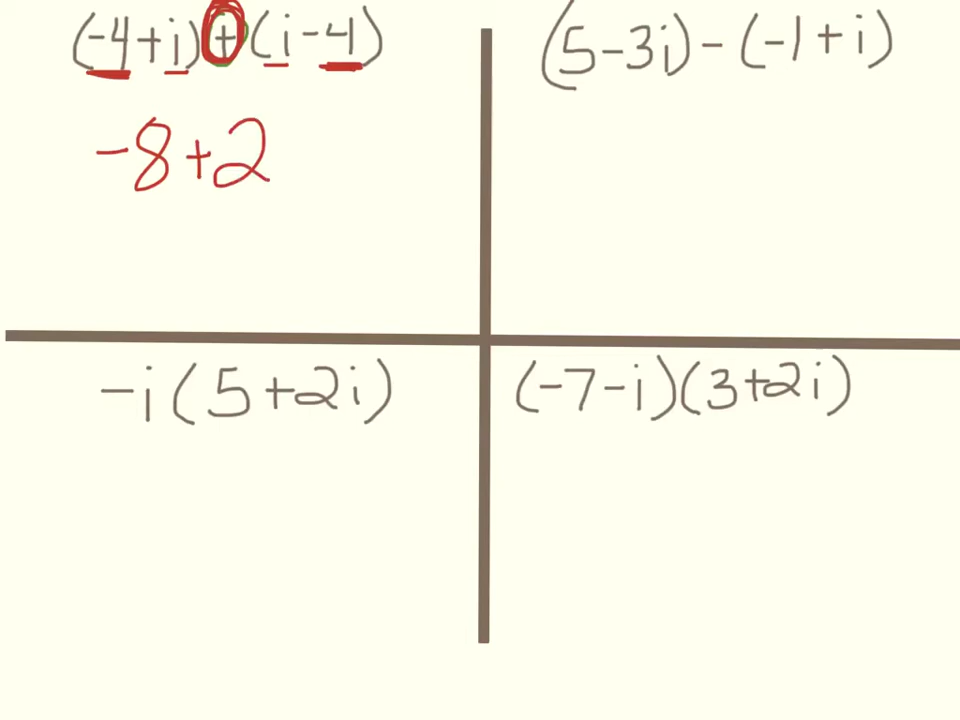 (-4+i)+(i-4)
-8+2
(5-3i)-(-1+i)
-i(5+2i)
(-7-i)(3+2i)